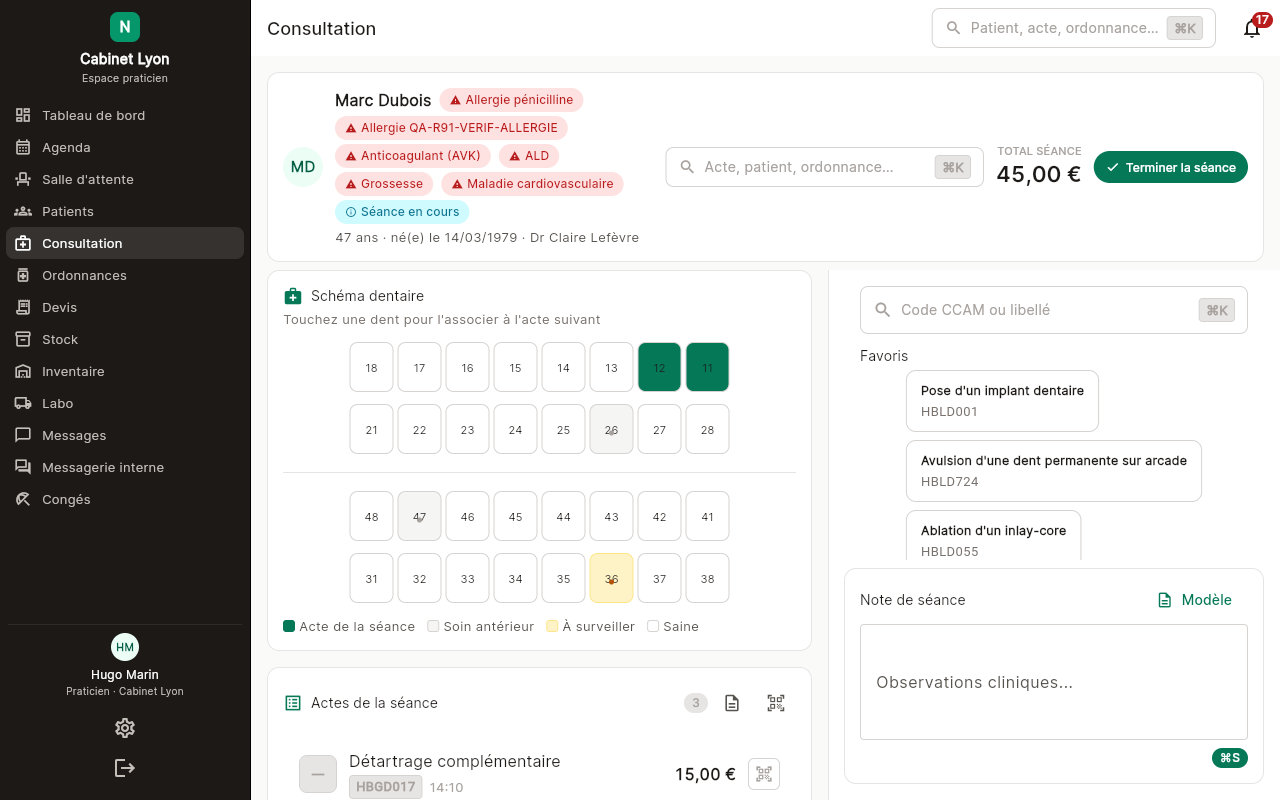 N
Cabinet Lyon
Espace praticien
Tableau de bord
Agenda
Salle d'attente
Patients
Consultation
Ordonnances
Devis
Stock
Inventaire
Labo
Messages
Messagerie interne
Congés
HM
Hugo Marin
Praticien · Cabinet Lyon
Consultation
Patient, acte, ordonnance... ⌘K
17
MD
Marc Dubois Allergie pénicilline
Allergie QA-R91-VERIF-ALLERGIE
Anticoagulant (AVK) ALD
Grossesse Maladie cardiovasculaire
Séance en cours
47 ans · né(e) le 14/03/1979 · Dr Claire Lefèvre
Acte, patient, ordonnance... ⌘K
TOTAL SÉANCE
45,00 €
Terminer la séance
Schéma dentaire
Touchez une dent pour l'associer à l'acte suivant
18 17 16 15 14 13 12 11
21 22 23 24 25 26 27 28
48 47 46 45 44 43 42 41
31 32 33 34 35 36 37 38
Acte de la séance Soin antérieur À surveiller Saine
Actes de la séance 3
Détartrage complémentaire
HBGD017 14:10
15,00 €
Code CCAM ou libellé ⌘K
Favoris
Pose d'un implant dentaire
HBLD001
Avulsion d'une dent permanente sur arcade
HBLD724
Ablation d'un inlay-core
HBLD055
Note de séance Modèle
Observations cliniques...
⌘S